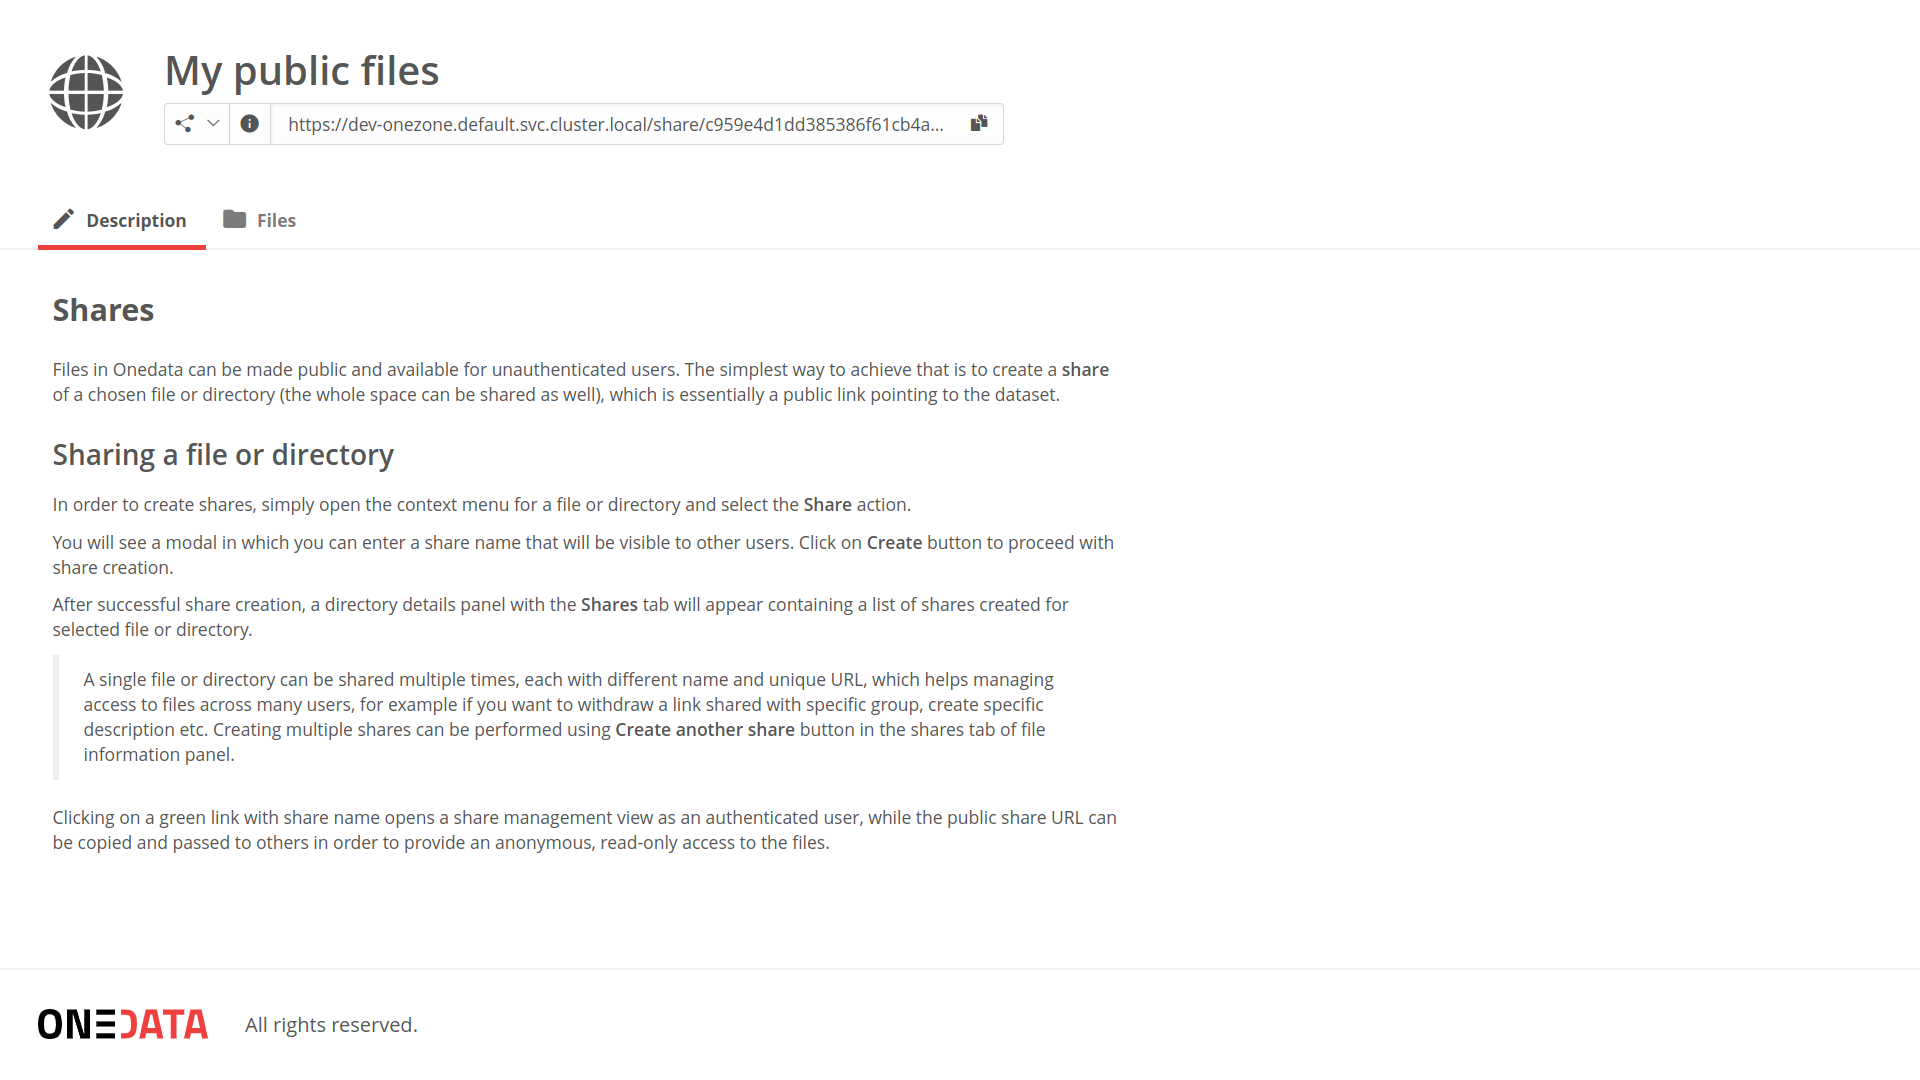 My public files
https://dev-onezone.default.svc.cluster.local/share/c959e4d1dd385386f61cb4a...
Description
Files
Shares
Files in Onedata can be made public and available for unauthenticated users. The simplest way to achieve that is to create a share
of a chosen file or directory (the whole space can be shared as well), which is essentially a public link pointing to the dataset.
Sharing a file or directory
In order to create shares, simply open the context menu for a file or directory and select the Share action.
You will see a modal in which you can enter a share name that will be visible to other users. Click on Create button to proceed with
share creation.
After successful share creation, a directory details panel with the Shares tab will appear containing a list of shares created for
selected file or directory.
A single file or directory can be shared multiple times, each with different name and unique URL, which helps managing
access to files across many users, for example if you want to withdraw a link shared with specific group, create specific
description etc. Creating multiple shares can be performed using Create another share button in the shares tab of file
information panel.
Clicking on a green link with share name opens a share management view as an authenticated user, while the public share URL can
be copied and passed to others in order to provide an anonymous, read-only access to the files.
ONEDATA
All rights reserved.